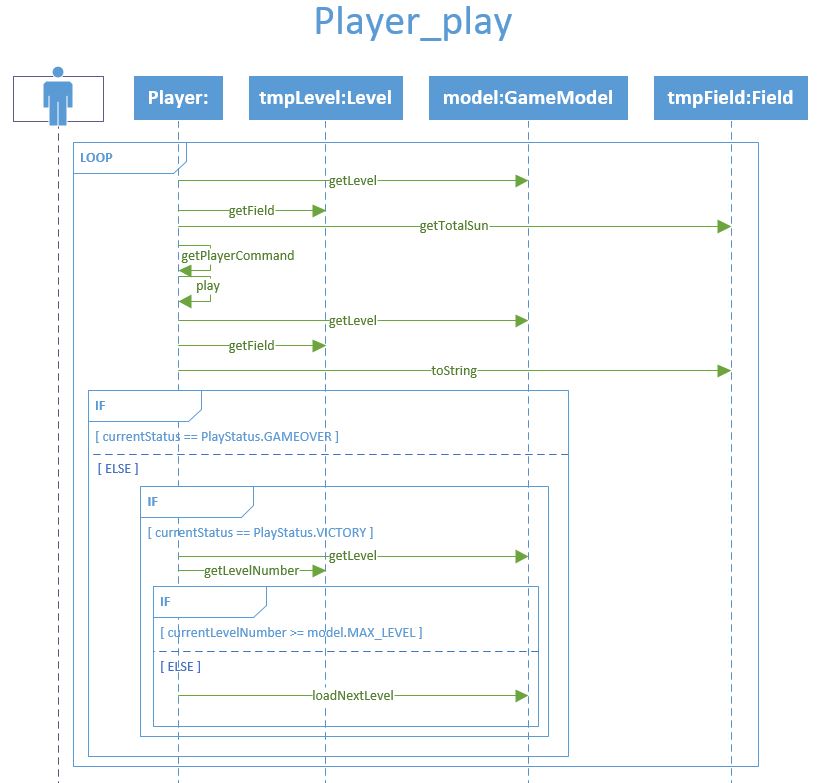 Player_play
Player:
tmpLevel:Level
model:GameModel
tmpField:Field
LOOP
getLevel
getField
getTotalSun
getPlayerCommand
play
getLevel
getField
toString
IF
[ currentStatus == PlayStatus.GAMEOVER ]
[ ELSE ]
IF
[ currentStatus == PlayStatus.VICTORY ]
getLevel
getLevelNumber
IF
[ currentLevelNumber >= model.MAX_LEVEL ]
[ ELSE ]
loadNextLevel